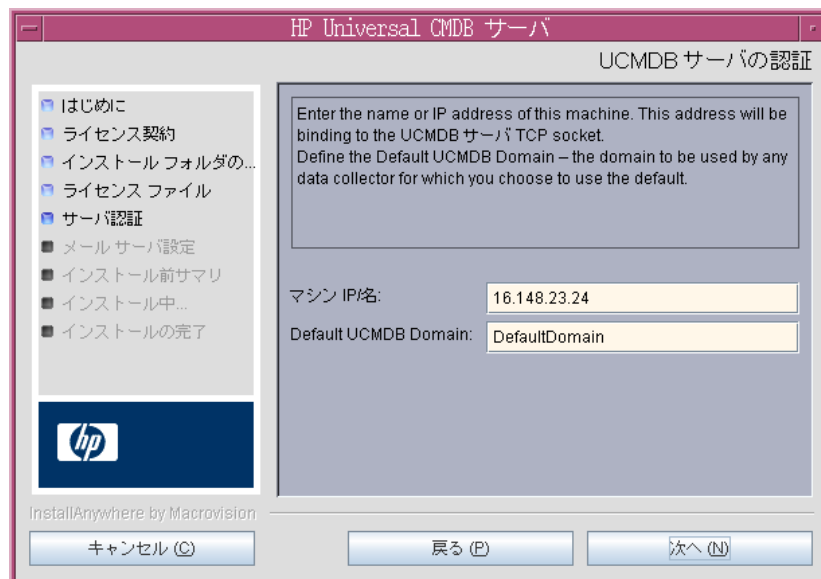 HP Universal CMDB サーバ
UCMDB サーバの認証
はじめに
ライセンス契約
インストール フォルダの...
ライセンス ファイル
サーバ認証
メール サーバ設定
インストール前サマリ
インストール中...
インストールの完了
Enter the name or IP address of this machine. This address will be
binding to the UCMDB サーバ TCP socket.
Define the Default UCMDB Domain – the domain to be used by any
data collector for which you choose to use the default.
マシン IP/名:
16.148.23.24
Default UCMDB Domain:
DefaultDomain
hp
InstallAnywhere by Macrovision
キャンセル (C)
戻る (P)
次へ (N)